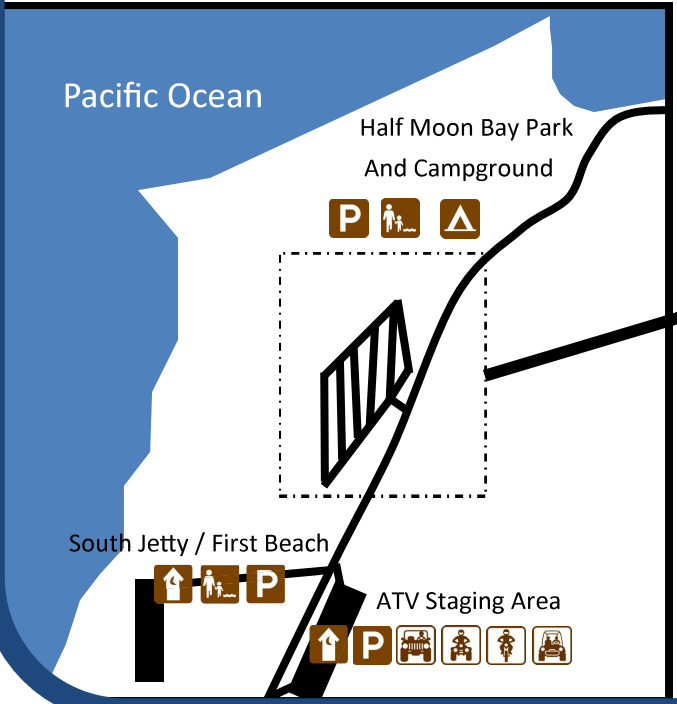 Pacific Ocean
Half Moon Bay Park
And Campground
P
South Jetty / First Beach
P
ATV Staging Area
P